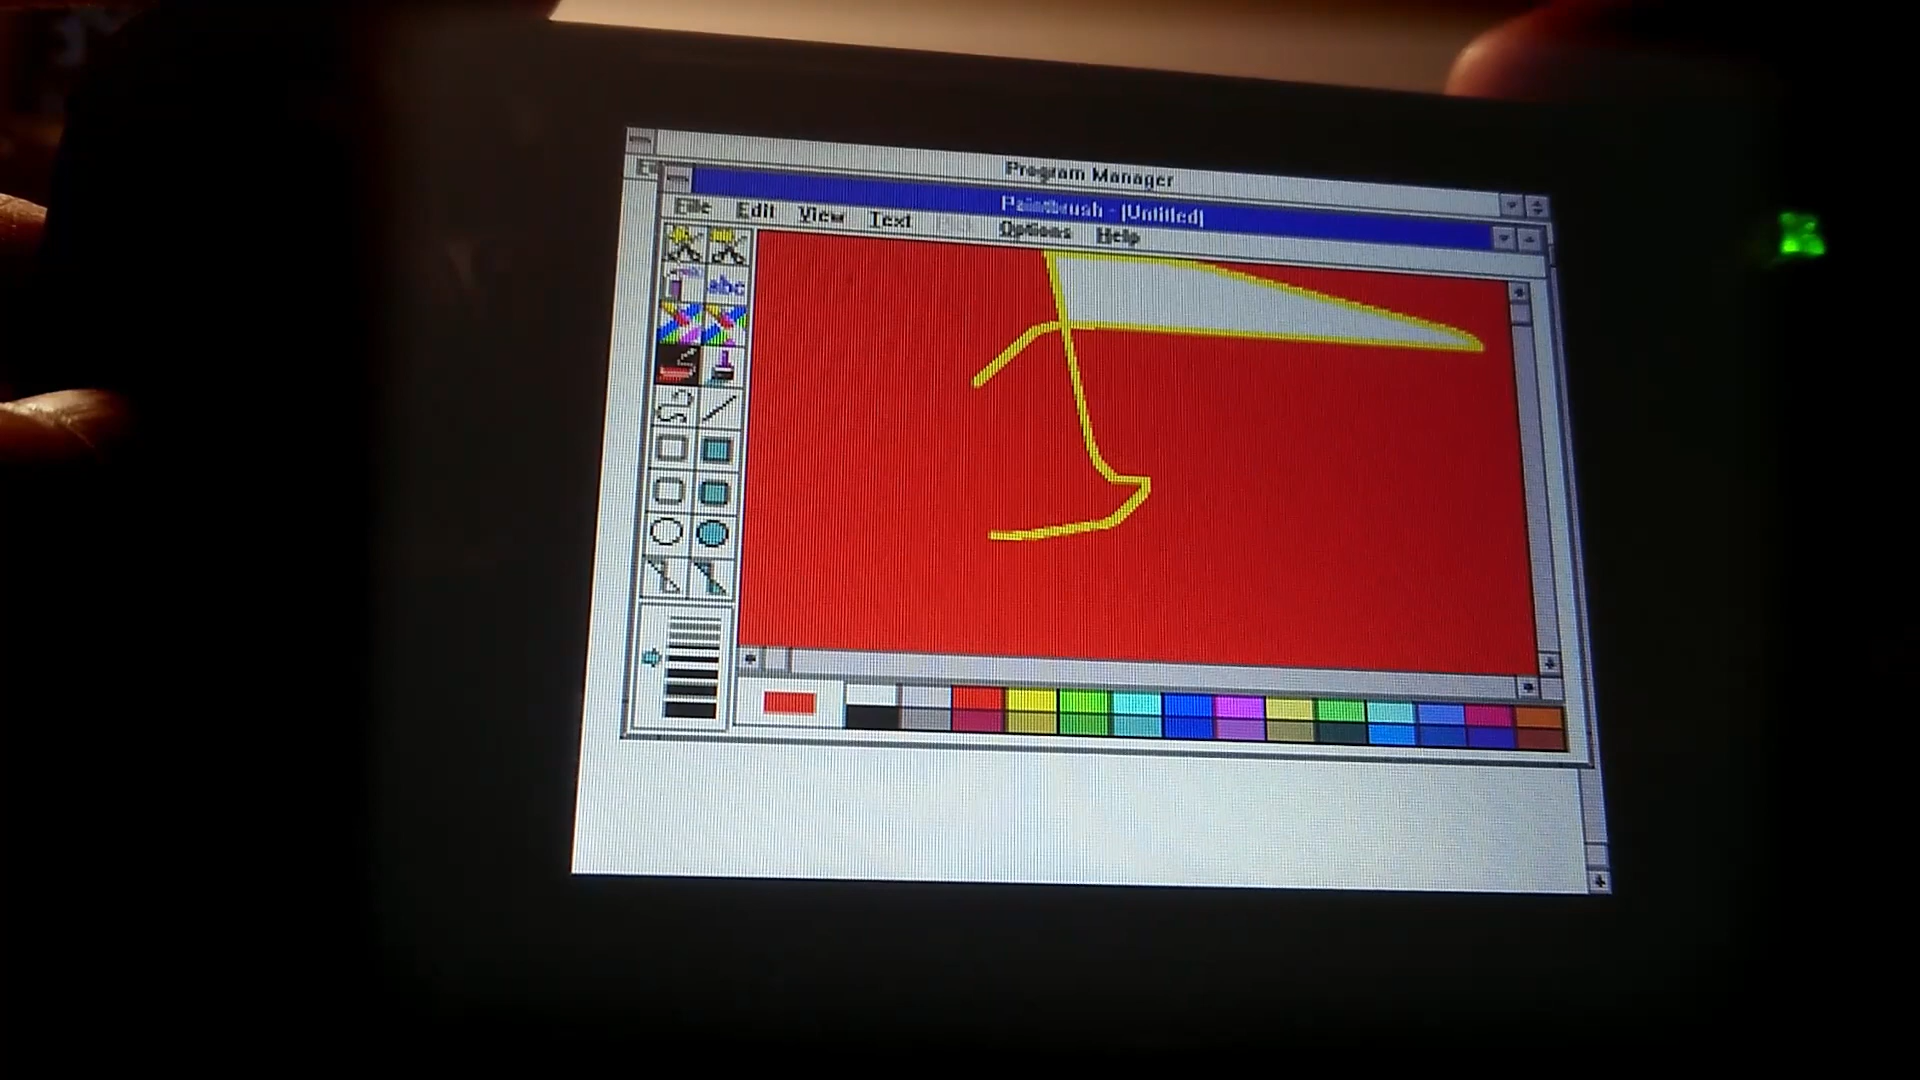 Program Manager
Paintbrush - [Untitled]
File Edit View Text Options Help
abc